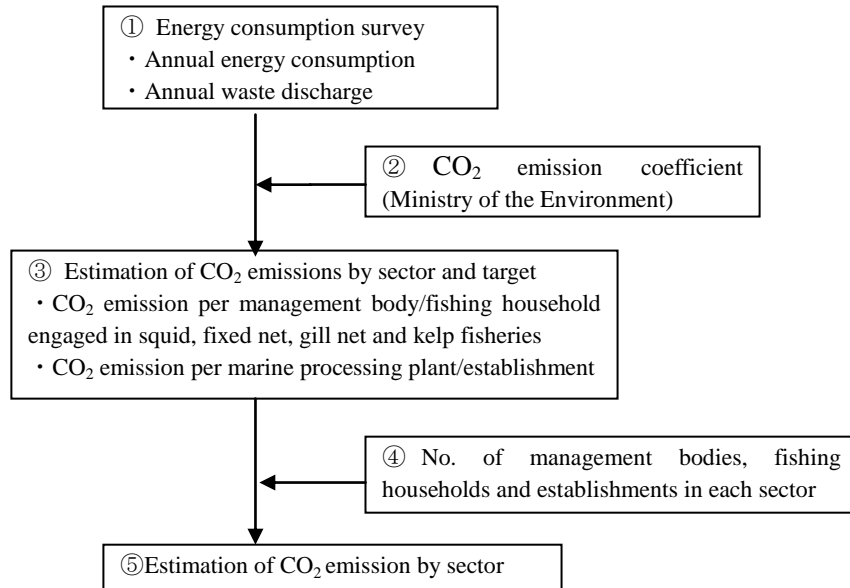 ① Energy consumption survey
・Annual energy consumption
・Annual waste discharge
② CO₂ emission coefficient
(Ministry of the Environment)
③ Estimation of CO₂ emissions by sector and target
・CO₂ emission per management body/fishing household
engaged in squid, fixed net, gill net and kelp fisheries
・CO₂ emission per marine processing plant/establishment
④ No. of management bodies, fishing
households and establishments in each sector
⑤Estimation of CO₂ emission by sector